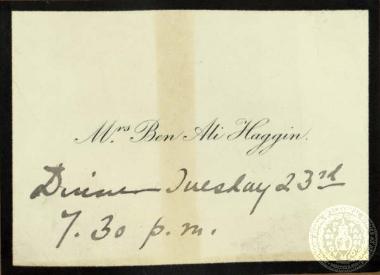 Mrs Ben Ali Haggin.
Dinner Tuesday 23rd
7.30 p.m.